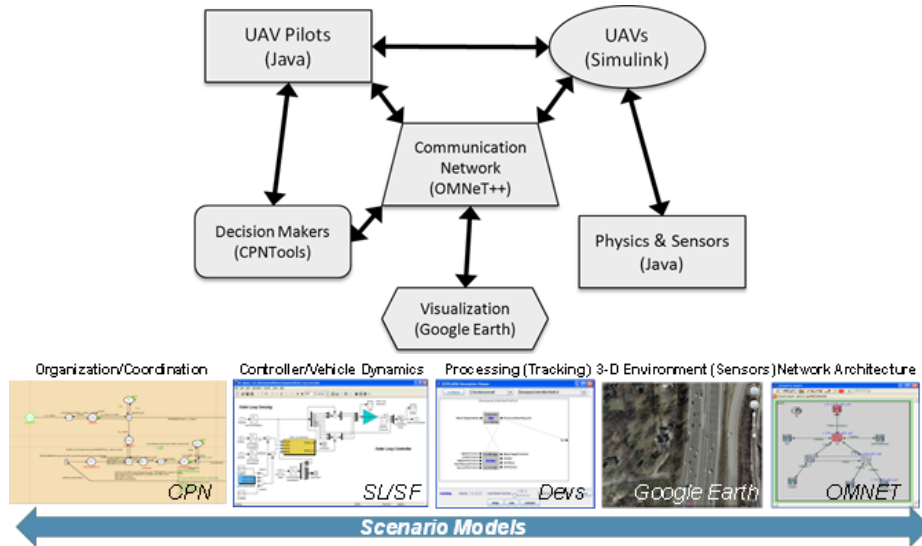 UAV Pilots
(Java)
UAVs
(Simulink)
Communication
Network
(OMNeT++)
Decision Makers
(CPNTools)
Physics & Sensors
(Java)
Visualization
(Google Earth)
Organization/Coordination
Controller/Vehicle Dynamics
Processing (Tracking)
3-D Environment (Sensors)
Network Architecture
CPN
SL/SF
Devs
Google Earth
OMNET
Scenario Models